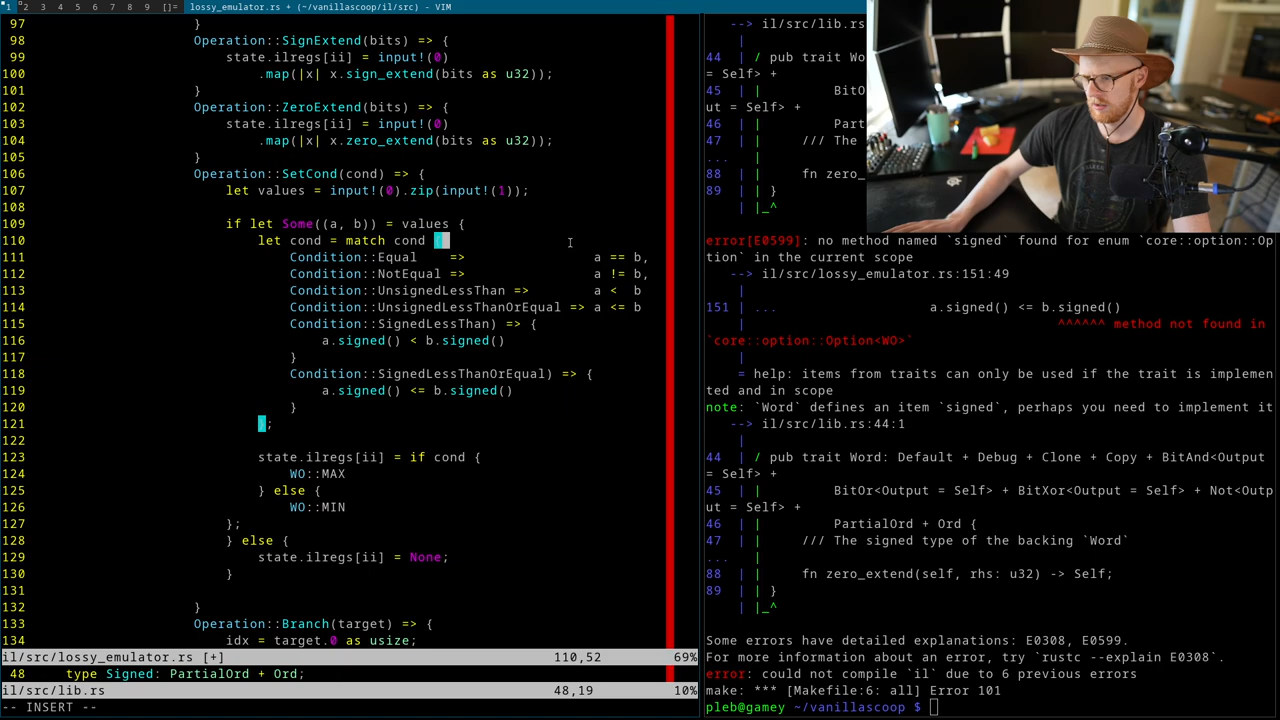 1 2 3 4 5 6 7 8 9 []= lossy_emulator.rs + (~/vanillascoop/il/src) - VIM
97 }
98 Operation::SignExtend(bits) => {
99 state.ilregs[ii] = input!(0)
100 .map(|x| x.sign_extend(bits as u32));
101 }
102 Operation::ZeroExtend(bits) => {
103 state.ilregs[ii] = input!(0)
104 .map(|x| x.zero_extend(bits as u32));
105 }
106 Operation::SetCond(cond) => {
107 let values = input!(0).zip(input!(1));
108
109 if let Some((a, b)) = values {
110 let cond = match cond {
111 Condition::Equal => a == b,
112 Condition::NotEqual => a != b,
113 Condition::UnsignedLessThan => a < b
114 Condition::UnsignedLessThanOrEqual => a <= b
115 Condition::SignedLessThan) => {
116 a.signed() < b.signed()
117 }
118 Condition::SignedLessThanOrEqual) => {
119 a.signed() <= b.signed()
120 }
121 };
122
123 state.ilregs[ii] = if cond {
124 WO::MAX
125 } else {
126 WO::MIN
127 };
128 } else {
129 state.ilregs[ii] = None;
130 }
131
132 }
133 Operation::Branch(target) => {
134 idx = target.0 as usize;
il/src/lossy_emulator.rs [+] 110,52 69%
48 type Signed: PartialOrd + Ord;
il/src/lib.rs 48,19 10%
-- INSERT --
--> il/src/lib.rs
|
44 | / pub trait Wo
= Self> +
45 | | BitO
ut = Self> +
46 | | Part
47 | | /// The
... |
88 | | fn zero_
89 | | }
| |_^
error[E0599]: no method named `signed` found for enum `core::option::Op
tion` in the current scope
--> il/src/lossy_emulator.rs:151:49
|
151 | ... a.signed() <= b.signed()
| ^^^^^^ method not found in
`core::option::Option<WO>`
|
= help: items from traits can only be used if the trait is implemen
ted and in scope
note: `Word` defines an item `signed`, perhaps you need to implement it
--> il/src/lib.rs:44:1
|
44 | / pub trait Word: Default + Debug + Clone + Copy + BitAnd<Output
= Self> +
45 | | BitOr<Output = Self> + BitXor<Output = Self> + Not<Outp
ut = Self> +
46 | | PartialOrd + Ord {
47 | | /// The signed type of the backing `Word`
... |
88 | | fn zero_extend(self, rhs: u32) -> Self;
89 | | }
| |_^
Some errors have detailed explanations: E0308, E0599.
For more information about an error, try `rustc --explain E0308`.
error: could not compile `il` due to 6 previous errors
make: *** [Makefile:6: all] Error 101
pleb@gamey ~/vanillascoop $